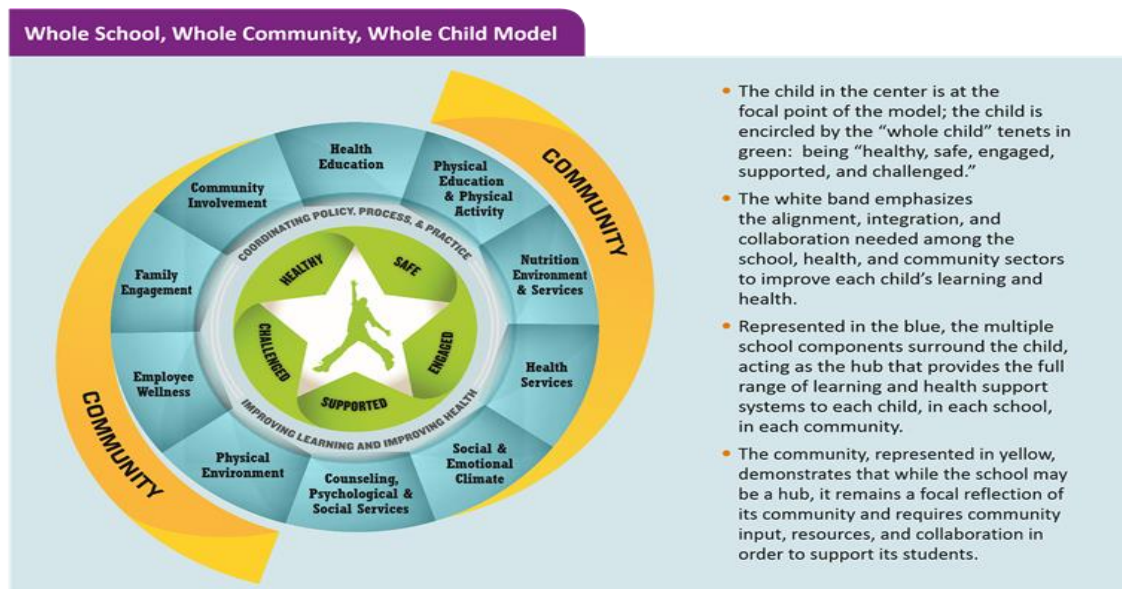 Whole School, Whole Community, Whole Child Model
COMMUNITY
Health
Education
Physical
Education
& Physical
Activity
Nutrition
Environment
& Services
Health
Services
Social &
Emotional
Climate
Counseling,
Psychological &
Social Services
Physical
Environment
Employee
Wellness
Family
Engagement
Community
Involvement
COORDINATING POLICY, PROCESS, & PRACTICE
IMPROVING LEARNING AND IMPROVING HEALTH
HEALTHY
SAFE
ENGAGED
SUPPORTED
CHALLENGED
COMMUNITY
• The child in the center is at the
focal point of the model; the child is
encircled by the “whole child” tenets in
green: being “healthy, safe, engaged,
supported, and challenged.”
• The white band emphasizes
the alignment, integration, and
collaboration needed among the
school, health, and community sectors
to improve each child’s learning and
health.
• Represented in the blue, the multiple
school components surround the child,
acting as the hub that provides the full
range of learning and health support
systems to each child, in each school,
in each community.
• The community, represented in yellow,
demonstrates that while the school may
be a hub, it remains a focal reflection of
its community and requires community
input, resources, and collaboration in
order to support its students.